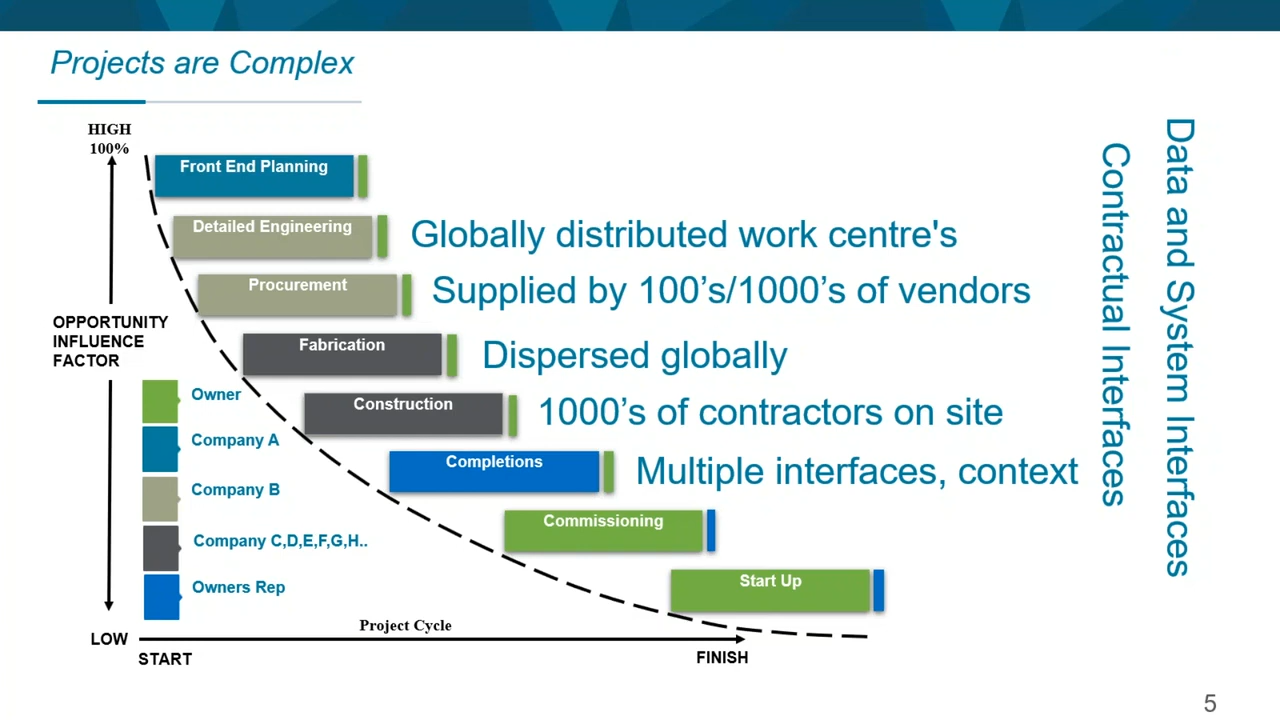 Projects are Complex
HIGH
100%
Front End Planning
Detailed Engineering
Globally distributed work centre's
Procurement
Supplied by 100’s/1000’s of vendors
OPPORTUNITY
INFLUENCE
FACTOR
Fabrication
Dispersed globally
Construction
1000’s of contractors on site
Completions
Multiple interfaces, context
Commissioning
Start Up
Owner
Company A
Company B
Company C,D,E,F,G,H..
Owners Rep
Project Cycle
LOW
START
FINISH
Data and System Interfaces
Contractual Interfaces
5